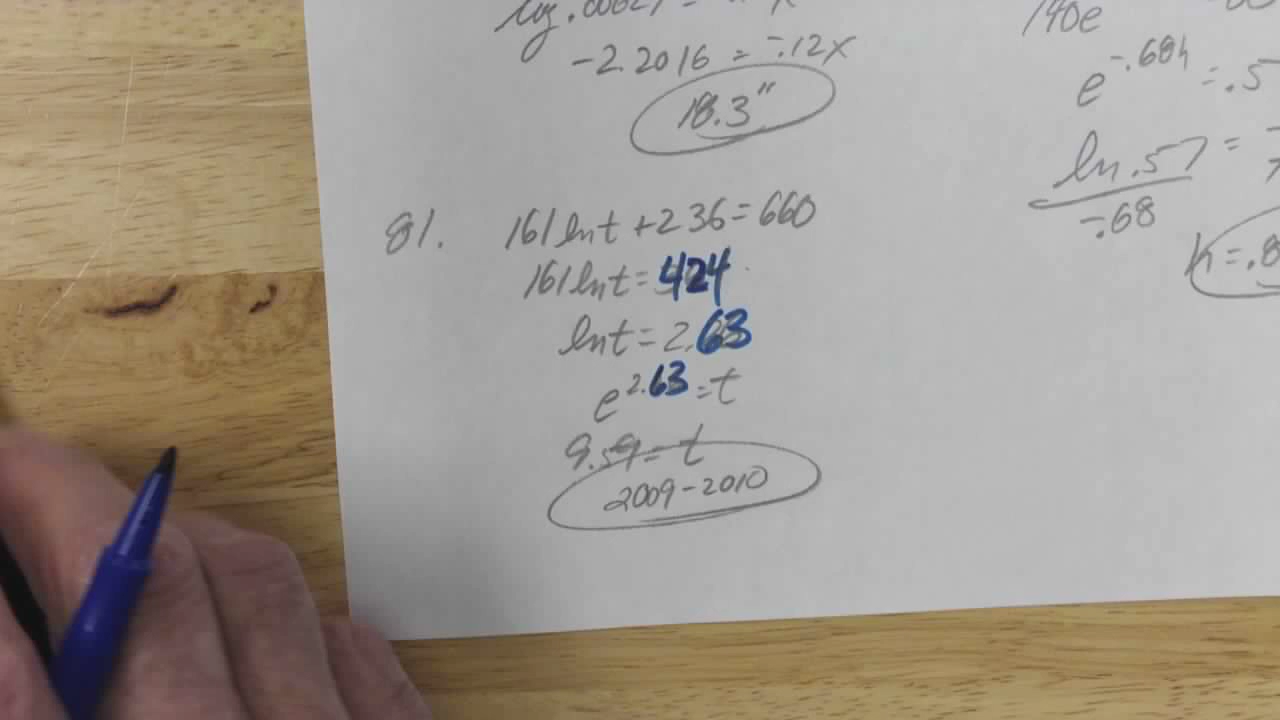 -2.2016 = -.12x
18.3"
81. 161 ln t + 236 = 660
161 ln t = 424
ln t = 2.63
e^2.63 = t
9.59 = t
2009-2010
140e
= .5
ln .57 =
-.68